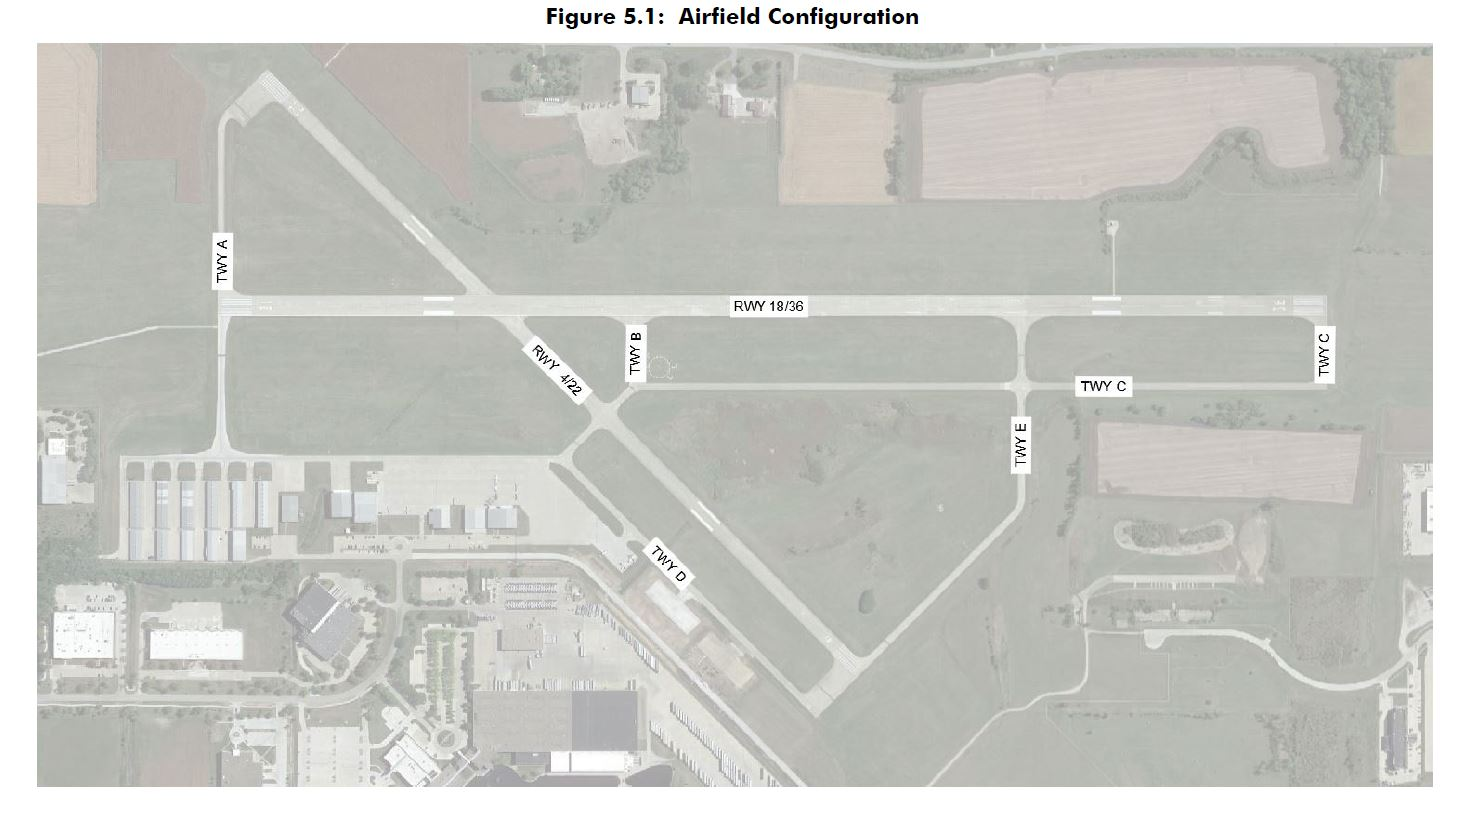 Figure 5.1: Airfield Configuration
TWY A
RWY 18/36
RWY 4/22
TWY B
TWY C
TWY C
TWY E
TWY D